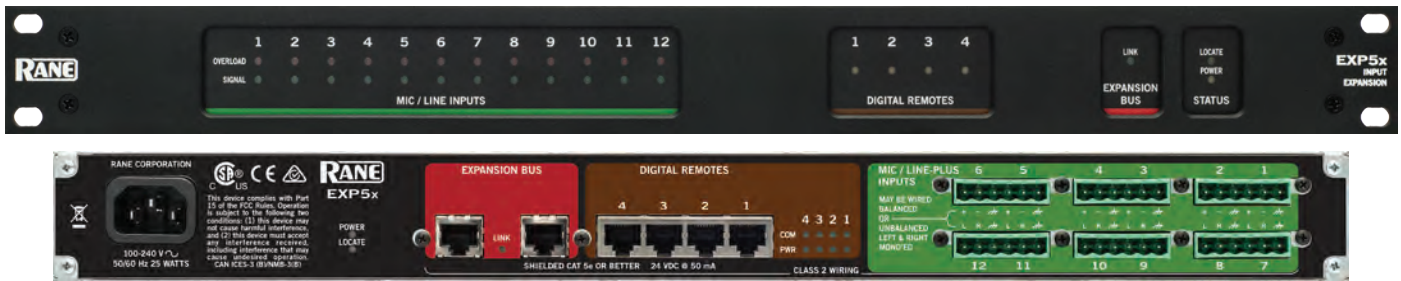 RANE
1 2 3 4 5 6 7 8 9 10 11 12
OVERLOAD
SIGNAL
MIC / LINE INPUTS
1 2 3 4
DIGITAL REMOTES
LINK
EXPANSION
BUS
LOCATE
POWER
STATUS
EXP5x
INPUT
EXPANSION
RANE CORPORATION
100-240 V
50/60 Hz 25 WATTS
C US
This device complies with Part
15 of the FCC Rules. Operation
is subject to the following two
conditions: (1) this device may
not cause harmful interference,
and (2) this device must accept
any interference received,
including interference that may
cause undesired operation.
CAN ICES-3 (B)/NMB-3(B)
RANE
EXP5x
POWER
LOCATE
EXPANSION BUS
LINK
DIGITAL REMOTES
4 3 2 1
4 3 2 1
COM
PWR
SHIELDED CAT 5e OR BETTER 24 VDC @ 50 mA
CLASS 2 WIRING
MIC / LINE-PLUS
INPUTS
MAY BE WIRED
BALANCED
OR
UNBALANCED
LEFT & RIGHT
MONO'ED
6 5 4 3 2 1
12 11 10 9 8 7